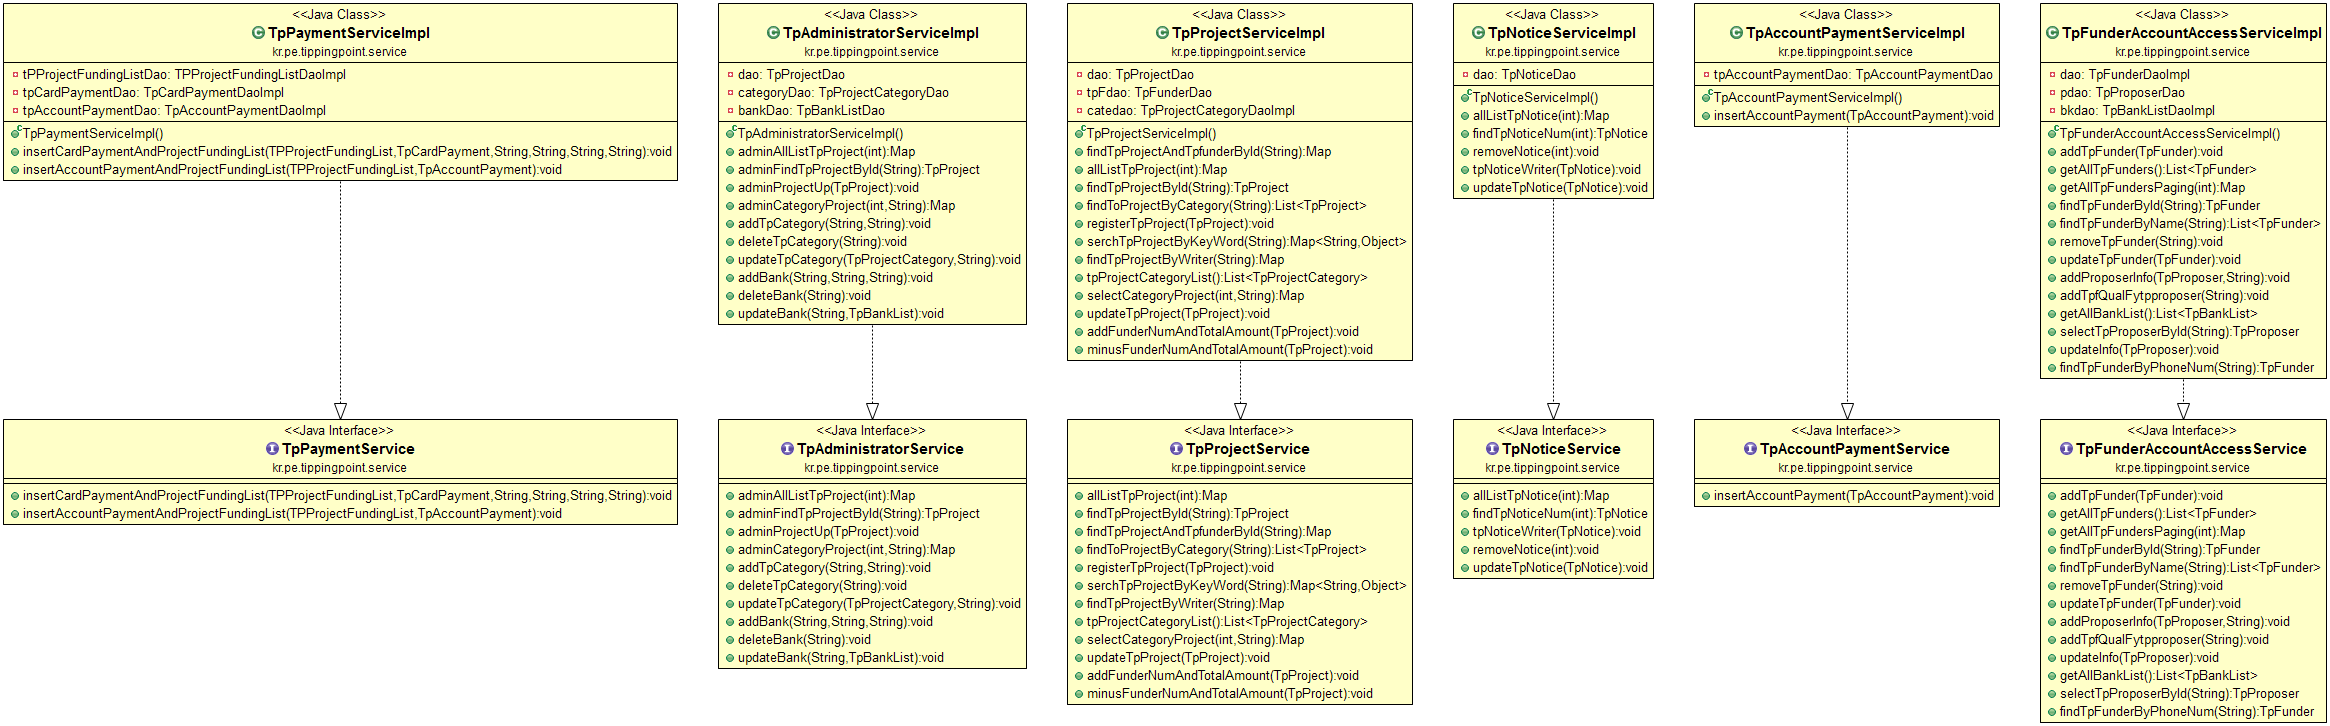 <<Java Class>>
TpPaymentServiceImpl
kr.pe.tippingpoint.service
tPProjectFundingListDao: TPProjectFundingListDaoImpl
tpCardPaymentDao: TpCardPaymentDaoImpl
tpAccountPaymentDao: TpAccountPaymentDaoImpl
TpPaymentServiceImpl()
insertCardPaymentAndProjectFundingList(TPProjectFundingList,TpCardPayment,String,String,String,String):void
insertAccountPaymentAndProjectFundingList(TPProjectFundingList,TpAccountPayment):void
<<Java Class>>
TpAdministratorServiceImpl
kr.pe.tippingpoint.service
dao: TpProjectDao
categoryDao: TpProjectCategoryDao
bankDao: TpBankListDao
TpAdministratorServiceImpl()
adminAllListTpProject(int):Map
adminFindTpProjectById(String):TpProject
adminProjectUp(TpProject):void
adminCategoryProject(int,String):Map
addTpCategory(String,String):void
deleteTpCategory(String):void
updateTpCategory(TpProjectCategory,String):void
addBank(String,String,String):void
deleteBank(String):void
updateBank(String,TpBankList):void
<<Java Class>>
TpProjectServiceImpl
kr.pe.tippingpoint.service
dao: TpProjectDao
tpFdao: TpFunderDao
catedao: TpProjectCategoryDaoImpl
TpProjectServiceImpl()
findTpProjectAndTpfunderById(String):Map
allListTpProject(int):Map
findTpProjectById(String):TpProject
findToProjectByCategory(String):List<TpProject>
registerTpProject(TpProject):void
serchTpProjectByKeyWord(String):Map<String,Object>
findTpProjectByWriter(String):Map
tpProjectCategoryList():List<TpProjectCategory>
selectCategoryProject(int,String):Map
updateTpProject(TpProject):void
addFunderNumAndTotalAmount(TpProject):void
minusFunderNumAndTotalAmount(TpProject):void
<<Java Class>>
TpNoticeServiceImpl
kr.pe.tippingpoint.service
dao: TpNoticeDao
TpNoticeServiceImpl()
allListTpNotice(int):Map
findTpNoticeNum(int):TpNotice
removeNotice(int):void
tpNoticeWriter(TpNotice):void
updateTpNotice(TpNotice):void
<<Java Class>>
TpAccountPaymentServiceImpl
kr.pe.tippingpoint.service
tpAccountPaymentDao: TpAccountPaymentDao
TpAccountPaymentServiceImpl()
insertAccountPayment(TpAccountPayment):void
<<Java Class>>
TpFunderAccountAccessServiceImpl
kr.pe.tippingpoint.service
dao: TpFunderDaoImpl
pdao: TpProposerDao
bkdao: TpBankListDaoImpl
TpFunderAccountAccessServiceImpl()
addTpFunder(TpFunder):void
getAllTpFunders():List<TpFunder>
getAllTpFundersPaging(int):Map
findTpFunderById(String):TpFunder
findTpFunderByName(String):List<TpFunder>
removeTpFunder(String):void
updateTpFunder(TpFunder):void
addProposerInfo(TpProposer,String):void
addTpfQualFytpproposer(String):void
getAllBankList():List<TpBankList>
selectTpProposerById(String):TpProposer
updateInfo(TpProposer):void
findTpFunderByPhoneNum(String):TpFunder
<<Java Interface>>
TpPaymentService
kr.pe.tippingpoint.service
insertCardPaymentAndProjectFundingList(TPProjectFundingList,TpCardPayment,String,String,String,String):void
insertAccountPaymentAndProjectFundingList(TPProjectFundingList,TpAccountPayment):void
<<Java Interface>>
TpAdministratorService
kr.pe.tippingpoint.service
adminAllListTpProject(int):Map
adminFindTpProjectById(String):TpProject
adminProjectUp(TpProject):void
adminCategoryProject(int,String):Map
addTpCategory(String,String):void
deleteTpCategory(String):void
updateTpCategory(TpProjectCategory,String):void
addBank(String,String,String):void
deleteBank(String):void
updateBank(String,TpBankList):void
<<Java Interface>>
TpProjectService
kr.pe.tippingpoint.service
allListTpProject(int):Map
findTpProjectById(String):TpProject
findTpProjectAndTpfunderById(String):Map
findToProjectByCategory(String):List<TpProject>
registerTpProject(TpProject):void
serchTpProjectByKeyWord(String):Map<String,Object>
findTpProjectByWriter(String):Map
tpProjectCategoryList():List<TpProjectCategory>
selectCategoryProject(int,String):Map
updateTpProject(TpProject):void
addFunderNumAndTotalAmount(TpProject):void
minusFunderNumAndTotalAmount(TpProject):void
<<Java Interface>>
TpNoticeService
kr.pe.tippingpoint.service
allListTpNotice(int):Map
findTpNoticeNum(int):TpNotice
tpNoticeWriter(TpNotice):void
removeNotice(int):void
updateTpNotice(TpNotice):void
<<Java Interface>>
TpAccountPaymentService
kr.pe.tippingpoint.service
insertAccountPayment(TpAccountPayment):void
<<Java Interface>>
TpFunderAccountAccessService
kr.pe.tippingpoint.service
addTpFunder(TpFunder):void
getAllTpFunders():List<TpFunder>
getAllTpFundersPaging(int):Map
findTpFunderById(String):TpFunder
findTpFunderByName(String):List<TpFunder>
removeTpFunder(String):void
updateTpFunder(TpFunder):void
addProposerInfo(TpProposer,String):void
addTpfQualFytpproposer(String):void
updateInfo(TpProposer):void
getAllBankList():List<TpBankList>
selectTpProposerById(String):TpProposer
findTpFunderByPhoneNum(String):TpFunder